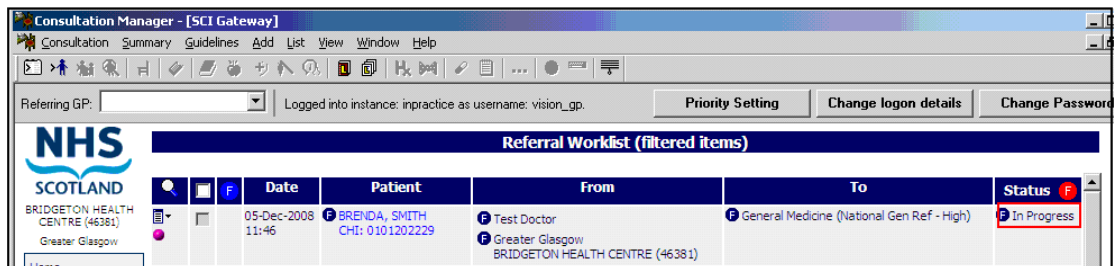 Consultation Manager - [SCI Gateway]
Consultation Summary Guidelines Add List View Window Help
Referring GP: Logged into instance: inpractice as username: vision_gp. Priority Setting Change logon details Change Password
NHS
SCOTLAND
BRIDGETON HEALTH
CENTRE (46381)
Greater Glasgow
Home
Referral Worklist (filtered items)
F Date Patient From To Status F
05-Dec-2008
11:46
F BRENDA, SMITH
CHI: 0101202229
F Test Doctor
F Greater Glasgow
BRIDGETON HEALTH CENTRE (46381)
F General Medicine (National Gen Ref - High)
F In Progress